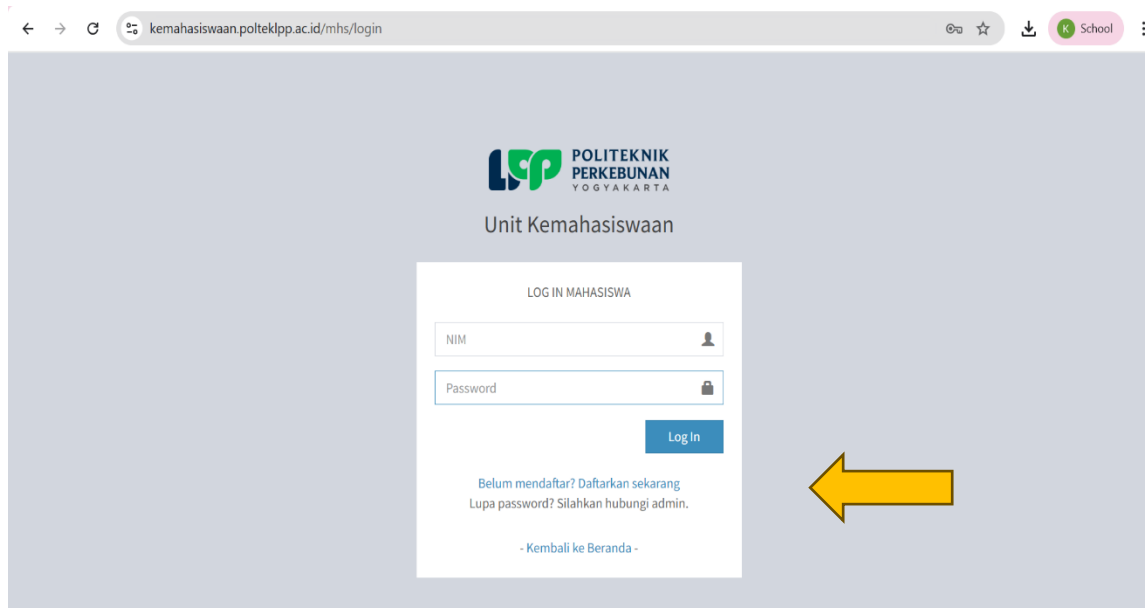 kemahasiswaan.polteklpp.ac.id/mhs/login
K School
LPP POLITEKNIK
PERKEBUNAN
YOGYAKARTA
Unit Kemahasiswaan
LOG IN MAHASISWA
NIM
Password
Log In
Belum mendaftar? Daftarkan sekarang
Lupa password? Silahkan hubungi admin.
- Kembali ke Beranda -